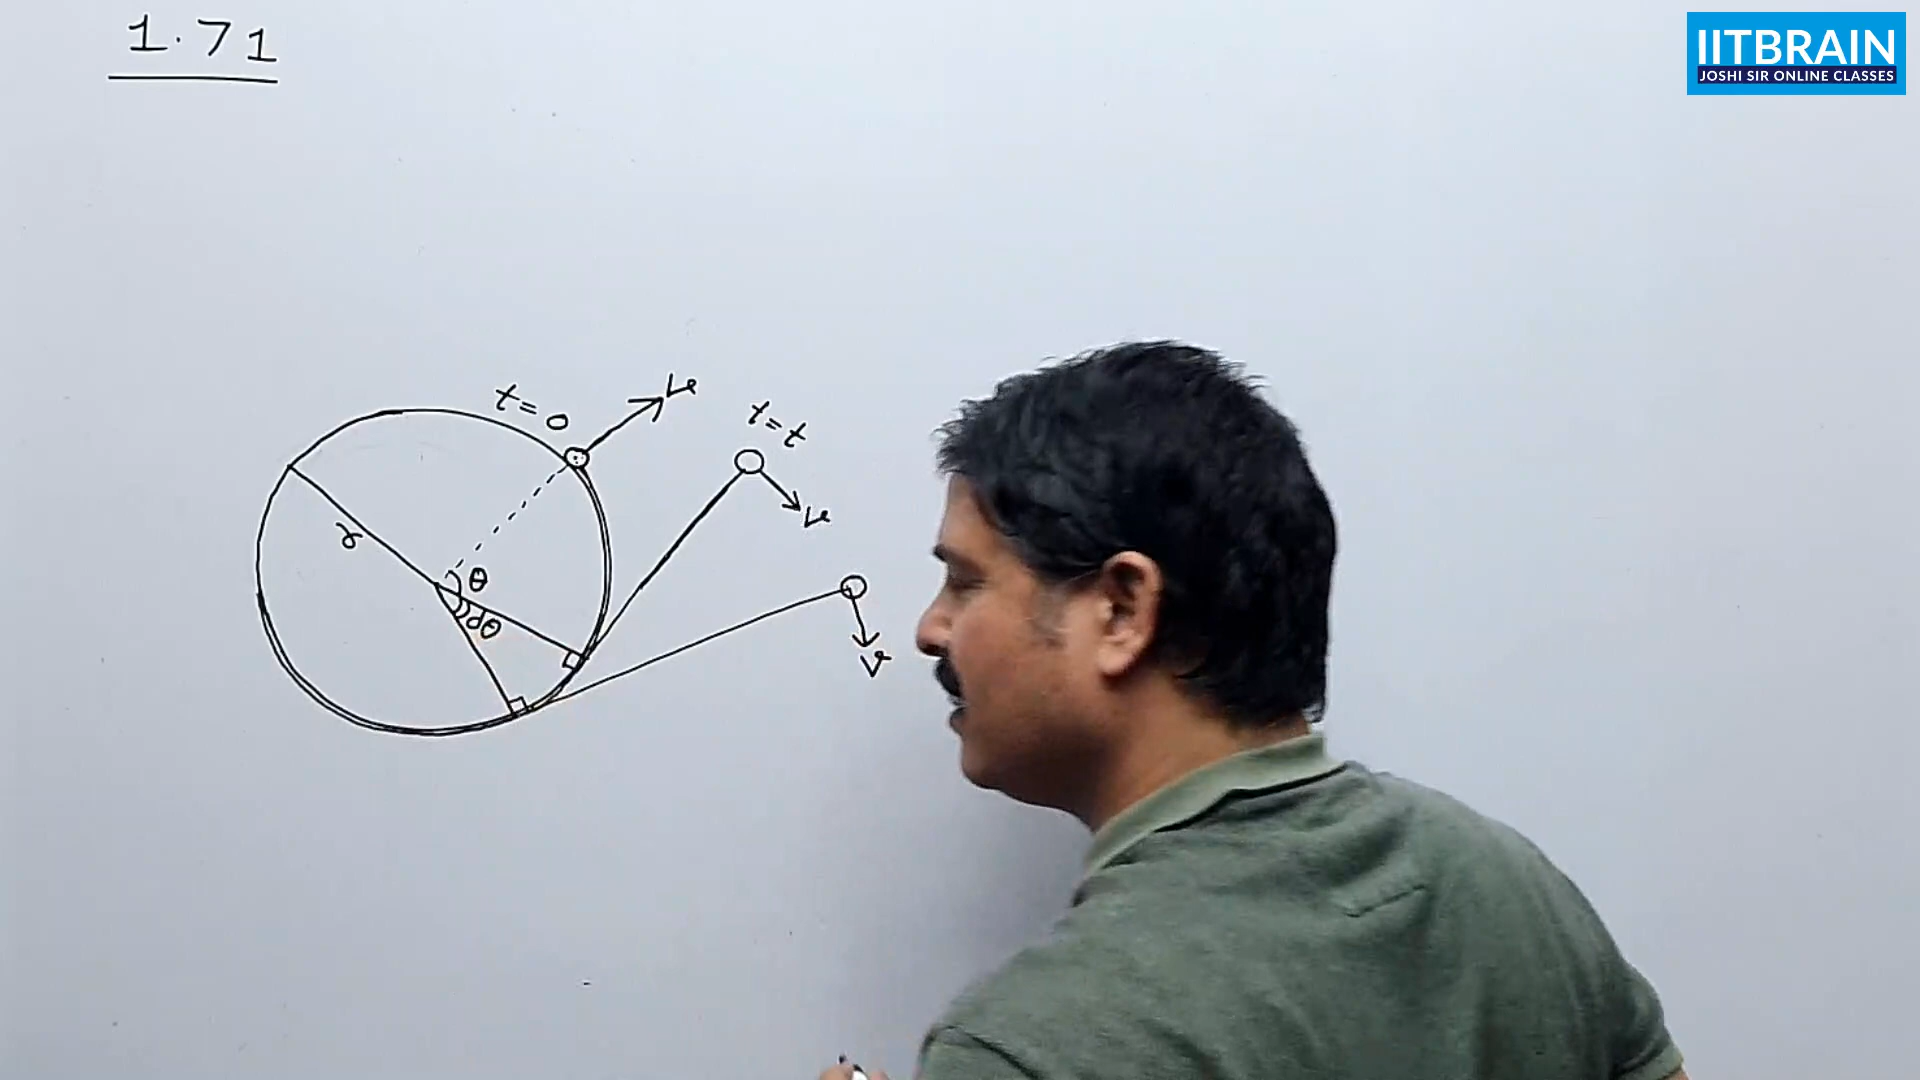 1.71
IITBRAIN
JOSHI SIR ONLINE CLASSES
t=0
v
t=t
v
r
θ
dθ
v